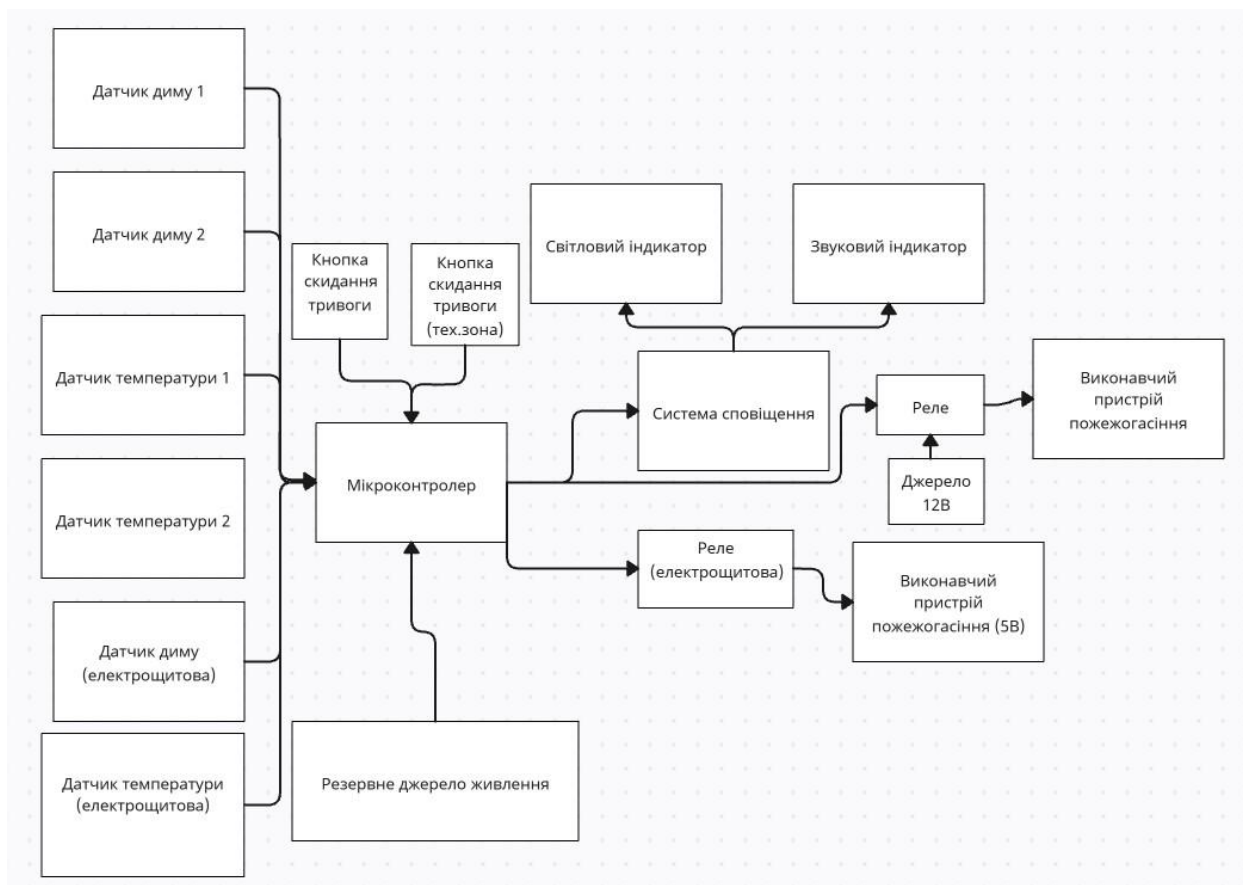 Датчик диму 1
Датчик диму 2
Датчик температури 1
Датчик температури 2
Датчик диму
(електрощитова)
Датчик температури
(електрощитова)
Кнопка
скидання
тривоги
Кнопка
скидання
тривоги
(тех.зона)
Мікроконтролер
Резервне джерело живлення
Світловий індикатор
Звуковий індикатор
Система сповіщення
Реле
Джерело
12В
Виконавчий
пристрій
пожежогасіння
Реле
(електрощитова)
Виконавчий
пристрій
пожежогасіння (5В)